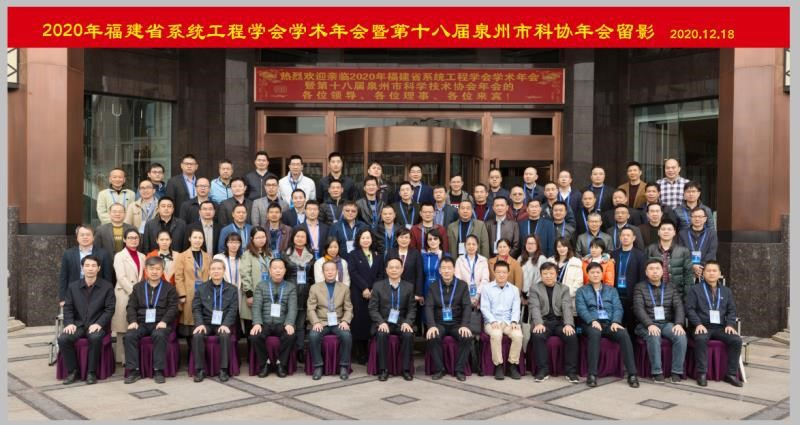 2020年福建省系统工程学会学术年会暨第十八届泉州市科协年会留影 2020.12.18
热烈欢迎亲临2020年福建省系统工程学会学术年会
暨第十八届泉州市科学技术协会年会的
各位领导、各位理事、各位来宾！